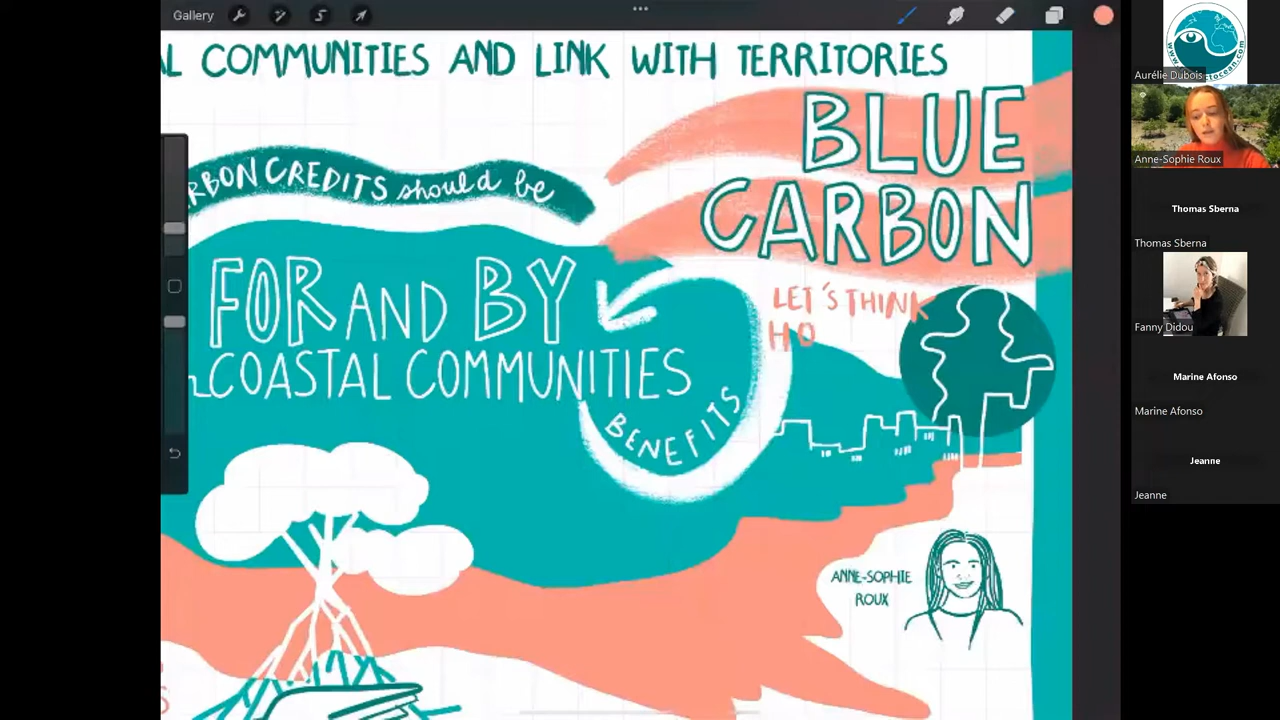 Gallery
AL COMMUNITIES AND LINK WITH TERRITORIES
BLUE
CARBON
RBON CREDITS should be
FOR AND BY
COASTAL COMMUNITIES
BENEFITS
LET'S THINK
HO
ANNE-SOPHIE
ROUX
S
Aurélie Dubois
Anne-Sophie Roux
Thomas Sberna
Thomas Sberna
Fanny Didou
Marine Afonso
Marine Afonso
Jeanne
Jeanne